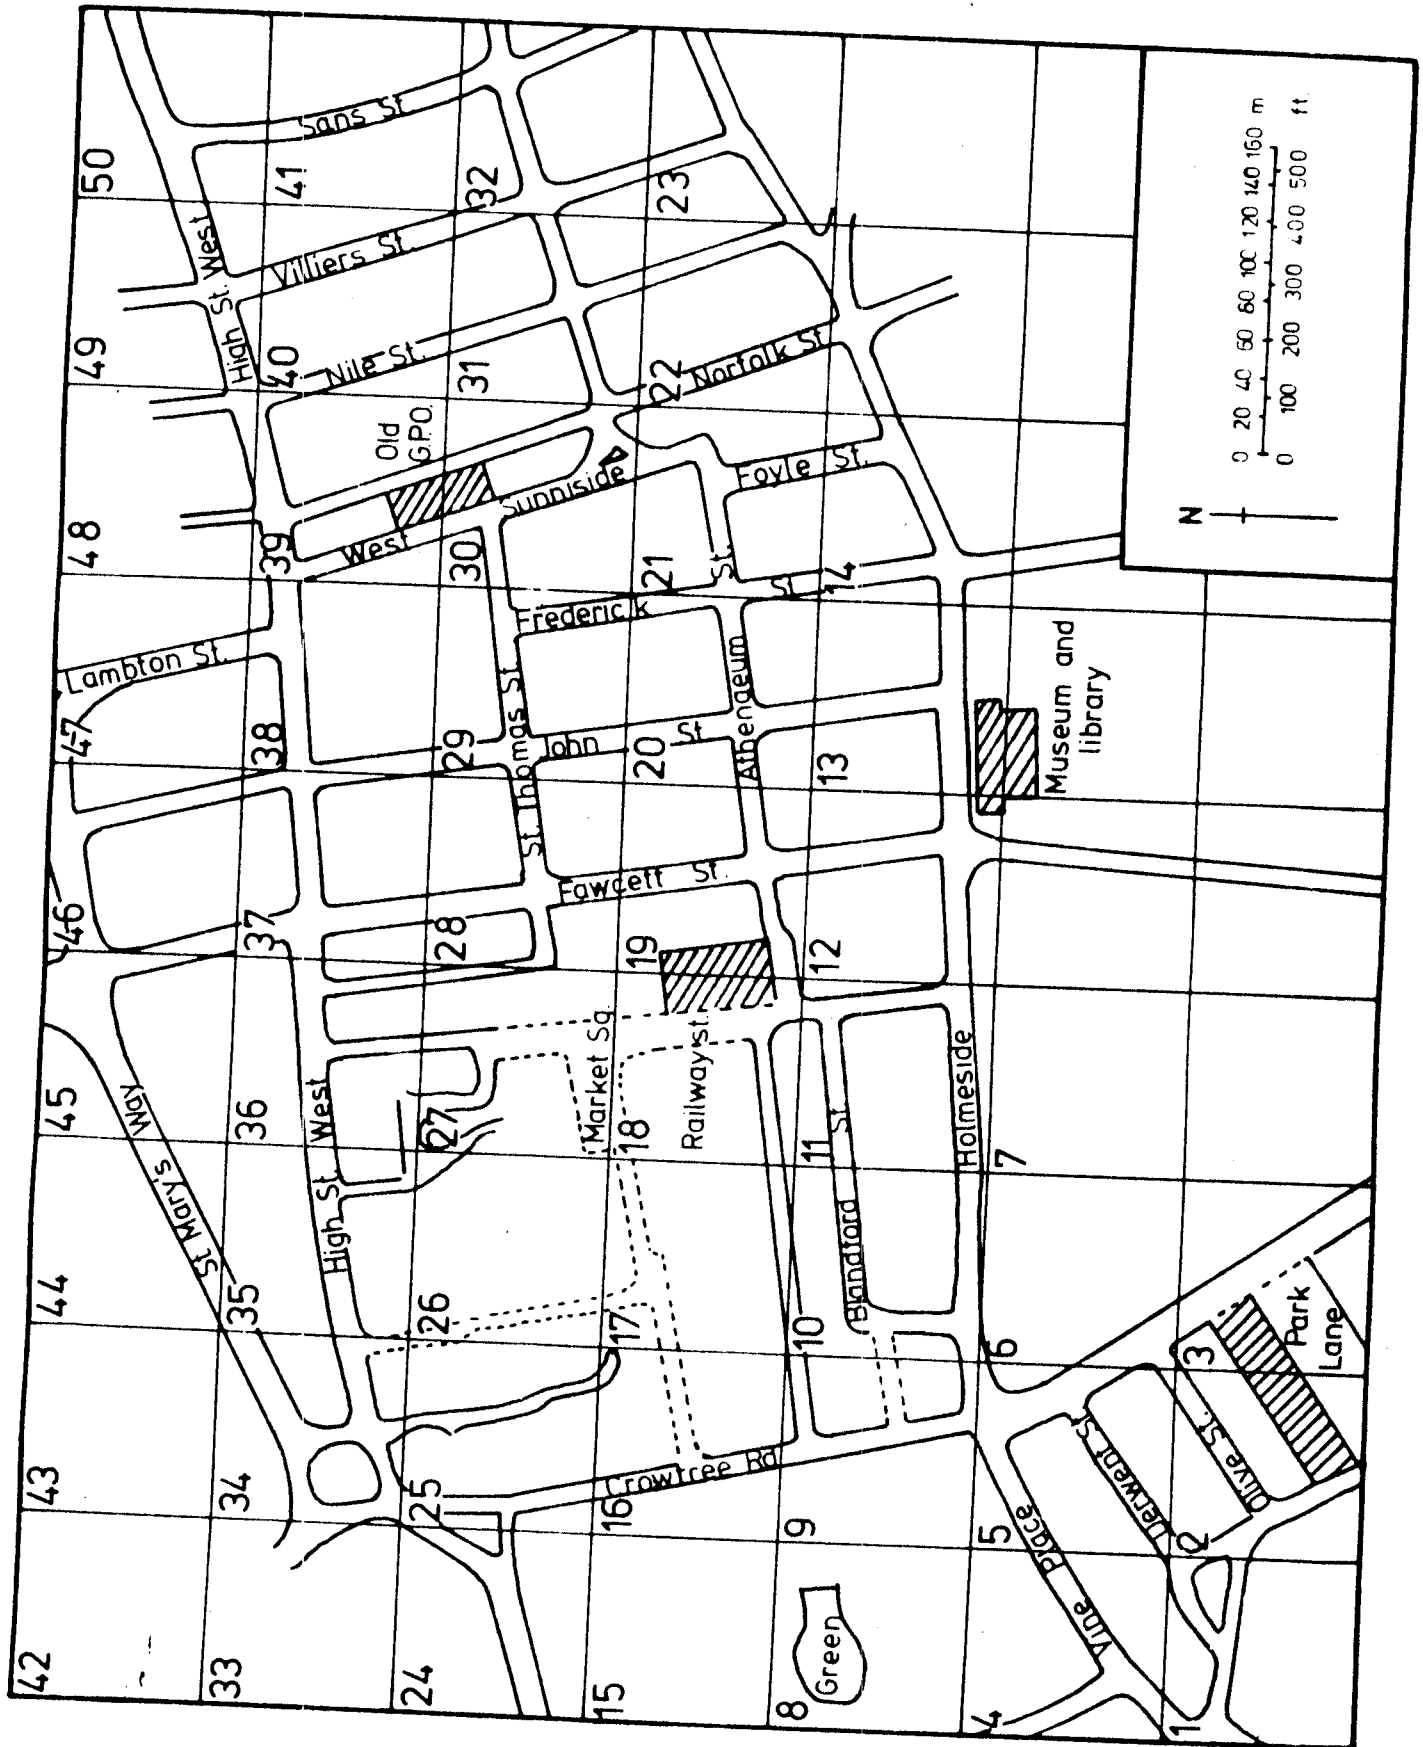 50
49
48
47
46
45
44
43
42
41
40
39
38
37
36
35
34
33
32
31
30
29
28
27
26
25
24
23
22
21
20
19
18
17
16
15
14
13
12
11
10
9
8
7
6
5
4
3
2
1
Sans St.
High St. West
Villiers St.
Nile St.
Old
G.P.O.
West
Sunniside
Norfolk St.
Foyle St.
Lambton St.
Frederick
St.
St. Thomas St.
John
St.
Athenaeum
St.
Fawcett St.
Market Sq.
Railway st.
St Mary's Way
High St. West
Blandford St.
Holmeside
Crowtree Rd
Vine Place
Derwent St.
Olive St.
Park
Lane
Green
Museum and
library
N
0 20 40 60 80 100 120 140 160 m
0 100 200 300 400 500 ft.